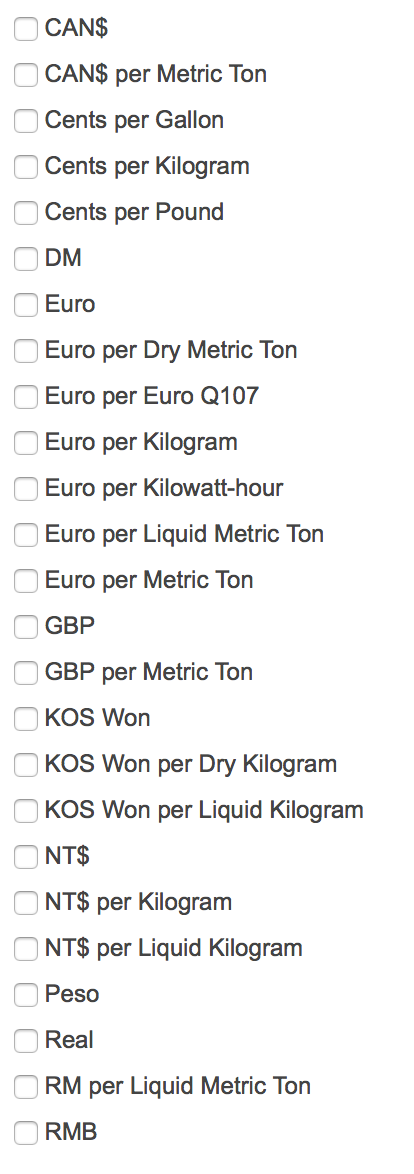 CAN$
CAN$ per Metric Ton
Cents per Gallon
Cents per Kilogram
Cents per Pound
DM
Euro
Euro per Dry Metric Ton
Euro per Euro Q107
Euro per Kilogram
Euro per Kilowatt-hour
Euro per Liquid Metric Ton
Euro per Metric Ton
GBP
GBP per Metric Ton
KOS Won
KOS Won per Dry Kilogram
KOS Won per Liquid Kilogram
NT$
NT$ per Kilogram
NT$ per Liquid Kilogram
Peso
Real
RM per Liquid Metric Ton
RMB